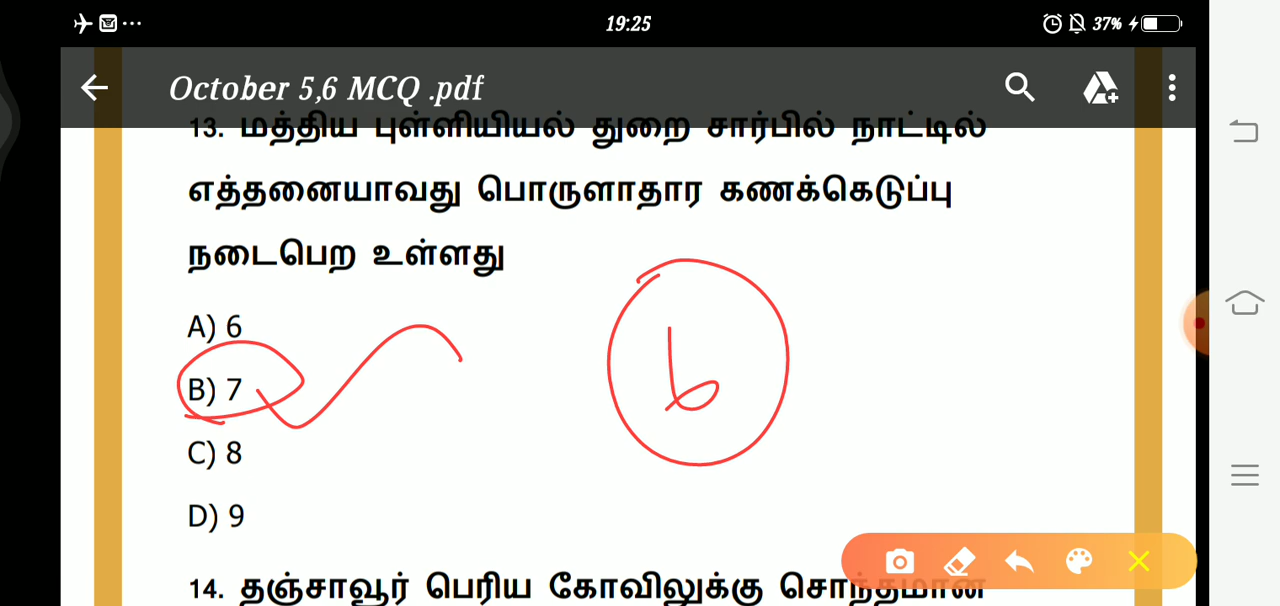 19:25
37%
October 5,6 MCQ .pdf
13. மத்திய புள்ளியியல் துறை சார்பில் நாட்டில்
எத்தனையாவது பொருளாதார கணக்கெடுப்பு
நடைபெற உள்ளது
A) 6
B) 7
b
C) 8
D) 9
14. தஞ்சாவூர் பெரிய கோவிலுக்கு சொந்தமான